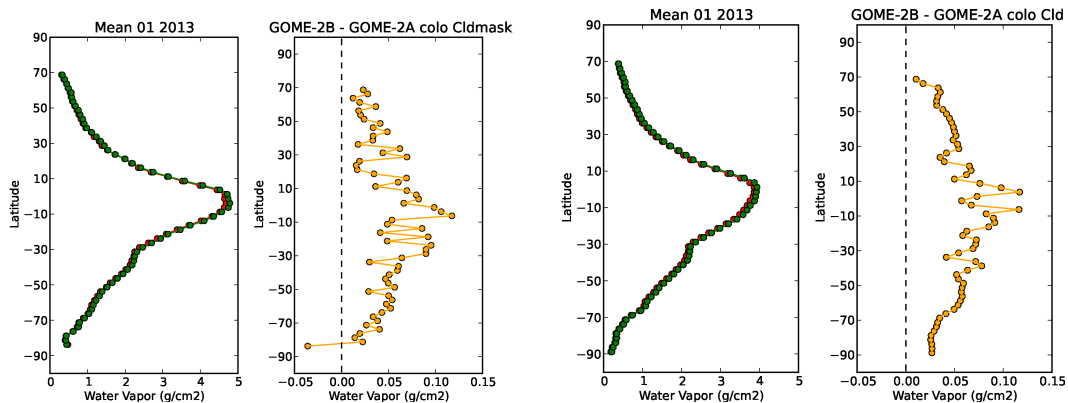 Mean 01 2013
GOME-2B - GOME-2A colo Cldmask
Mean 01 2013
GOME-2B - GOME-2A colo Cld
90
70
50
30
10
−10
−30
−50
−70
−90
Latitude
0 1 2 3 4 5
Water Vapor (g/cm2)
90
70
50
30
10
−10
−30
−50
−70
−90
Latitude
−0.05 0.00 0.05 0.10 0.15
Water Vapor (g/cm2)
90
70
50
30
10
−10
−30
−50
−70
−90
Latitude
0 1 2 3 4 5
Water Vapor (g/cm2)
90
70
50
30
10
−10
−30
−50
−70
−90
Latitude
−0.05 0.00 0.05 0.10 0.15
Water Vapor (g/cm2)